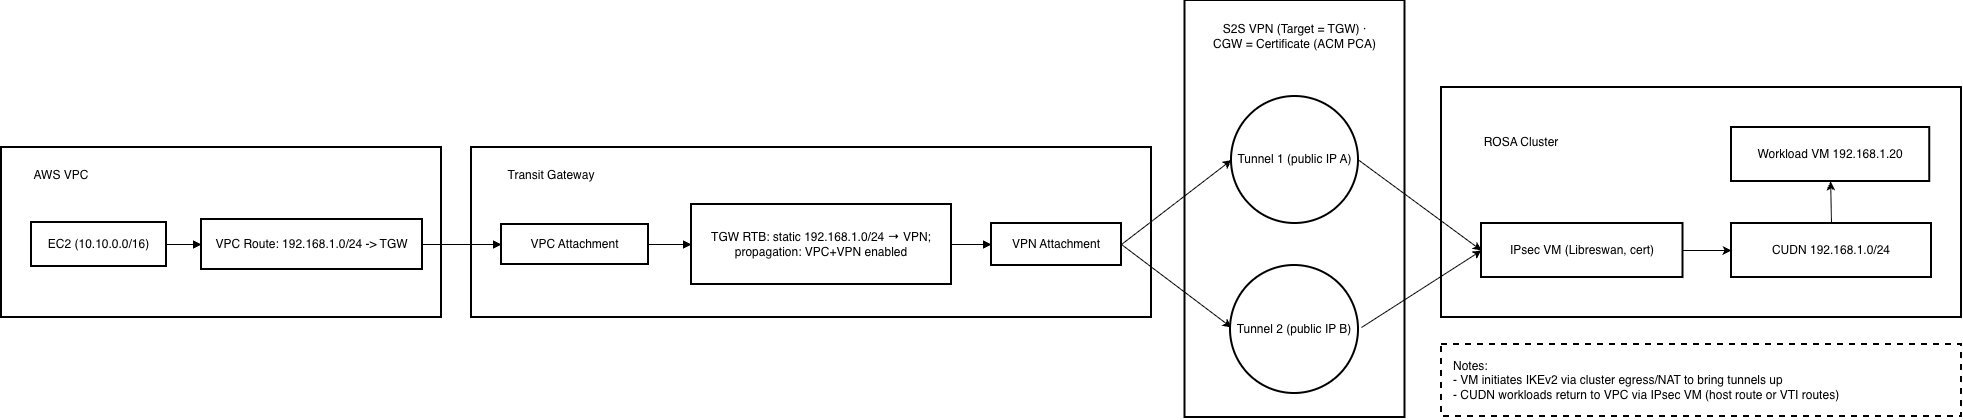 AWS VPC
EC2 (10.10.0.0/16)
VPC Route: 192.168.1.0/24 -> TGW
Transit Gateway
VPC Attachment
TGW RTB: static 192.168.1.0/24 → VPN;
propagation: VPC+VPN enabled
VPN Attachment
S2S VPN (Target = TGW) ·
CGW = Certificate (ACM PCA)
Tunnel 1 (public IP A)
Tunnel 2 (public IP B)
ROSA Cluster
Workload VM 192.168.1.20
IPsec VM (Libreswan, cert)
CUDN 192.168.1.0/24
Notes:
- VM initiates IKEv2 via cluster egress/NAT to bring tunnels up
- CUDN workloads return to VPC via IPsec VM (host route or VTI routes)